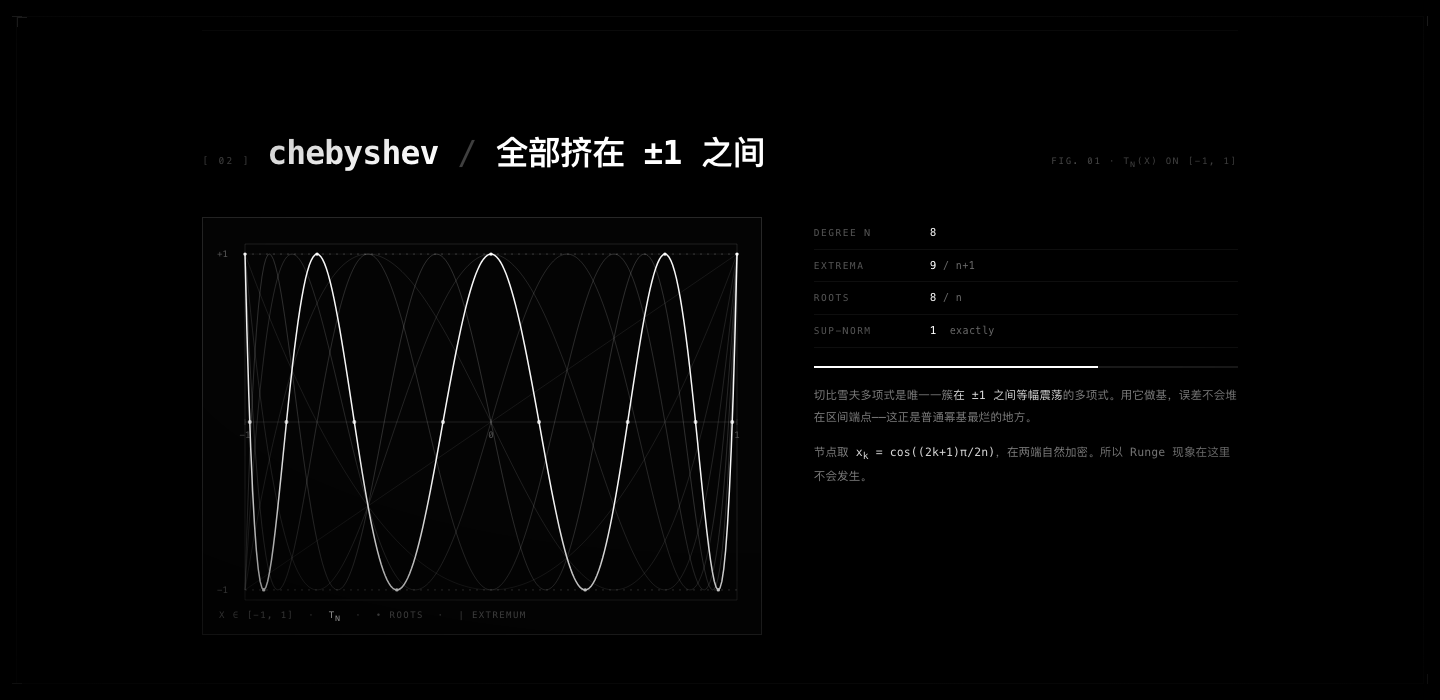 [ 02 ] chebyshev / 全部挤在 ±1 之间
FIG. 01 · TN(X) ON [−1, 1]
+1
−1
0
1
−1
X ∈ [−1, 1] · TN · • ROOTS · | EXTREMUM
DEGREE N 8
EXTREMA 9 / n+1
ROOTS 8 / n
SUP−NORM 1 exactly
切比雪夫多项式是唯一一簇在 ±1 之间等幅震荡的多项式。用它做基，误差不会堆
在区间端点——这正是普通幂基最烂的地方。
节点取 xk = cos((2k+1)π/2n)，在两端自然加密。所以 Runge 现象在这里
不会发生。